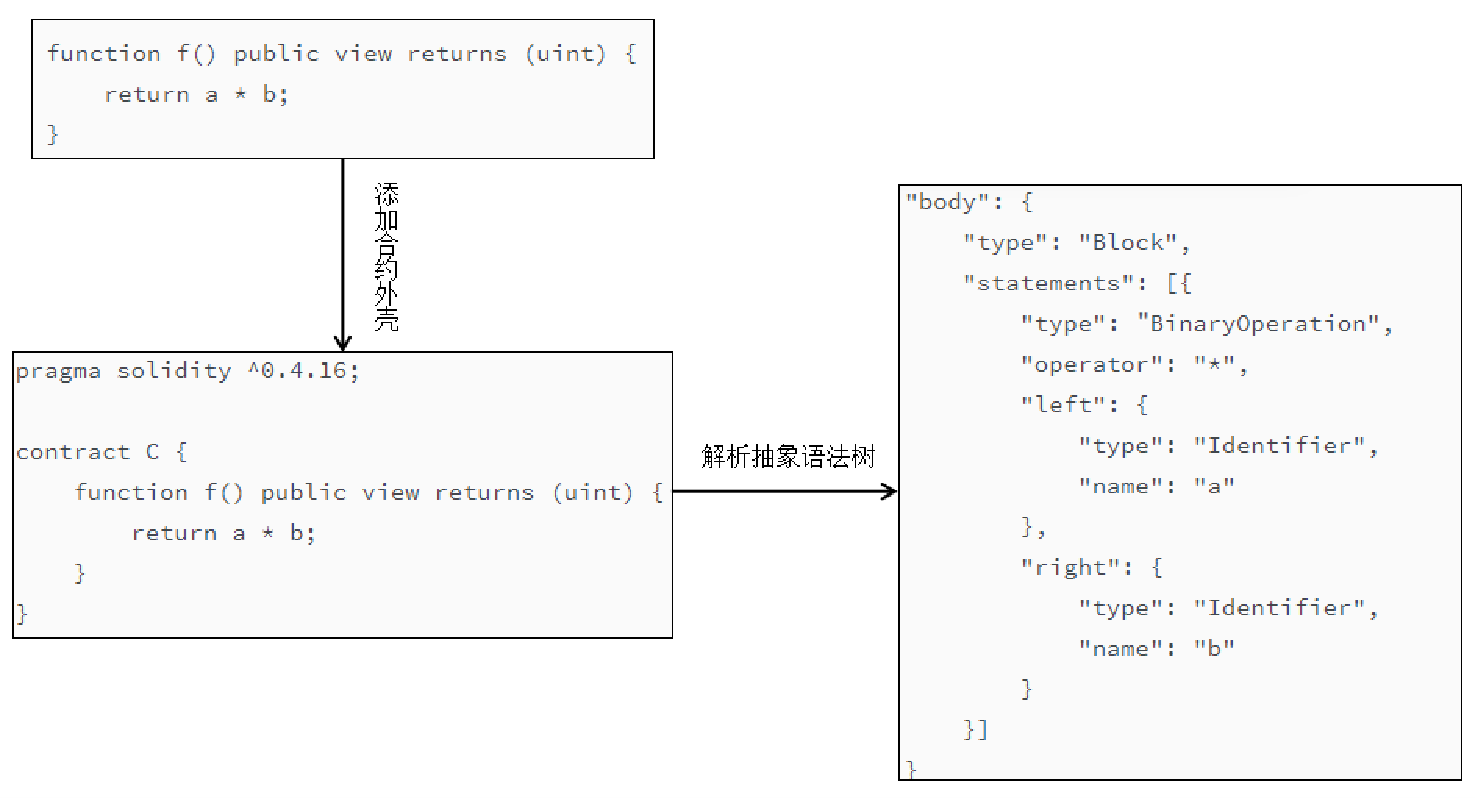 function f() public view returns (uint) {
    return a * b;
}
添加合约外壳
pragma solidity ^0.4.16;
contract C {
    function f() public view returns (uint) {
        return a * b;
    }
}
解析抽象语法树
"body": {
    "type": "Block",
    "statements": [{
        "type": "BinaryOperation",
        "operator": "*",
        "left": {
            "type": "Identifier",
            "name": "a"
        },
        "right": {
            "type": "Identifier",
            "name": "b"
        }
    }]
}